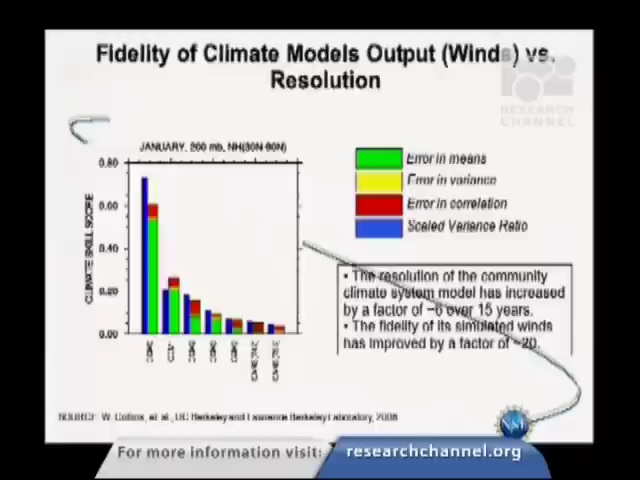 Fidelity of Climate Models Output (Winds) vs.
Resolution
RESEARCH
CHANNEL
JANUARY, 200 mb, NH(30N-90N)
0.80
0.60
0.40
0.20
0.00
CLIMATE SKILL SCORE
Error in means
Error in variance
Error in correlation
Scaled Variance Ratio
• The resolution of the community
climate system model has increased
by a factor of ~6 over 15 years.
• The fidelity of its simulated winds
has improved by a factor of ~20.
SOURCE: W. Collins, et. al., UC Berkeley and Lawrence Berkeley Laboratory, 2008
NSF
For more information visit:
researchchannel.org